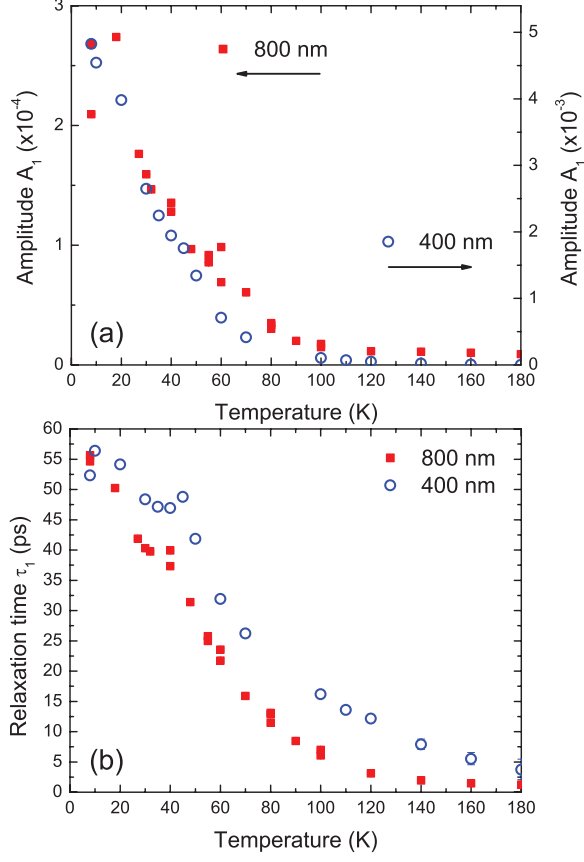 3
2
1
0
Amplitude A₁ (x10⁻⁴)
800 nm
400 nm
5
4
3
2
1
0
Amplitude A₁ (x10⁻³)
(a)
0 20 40 60 80 100 120 140 160 180
Temperature (K)
60
55
50
45
40
35
30
25
20
15
10
5
0
Relaxation time τ₁ (ps)
800 nm
400 nm
(b)
0 20 40 60 80 100 120 140 160 180
Temperature (K)